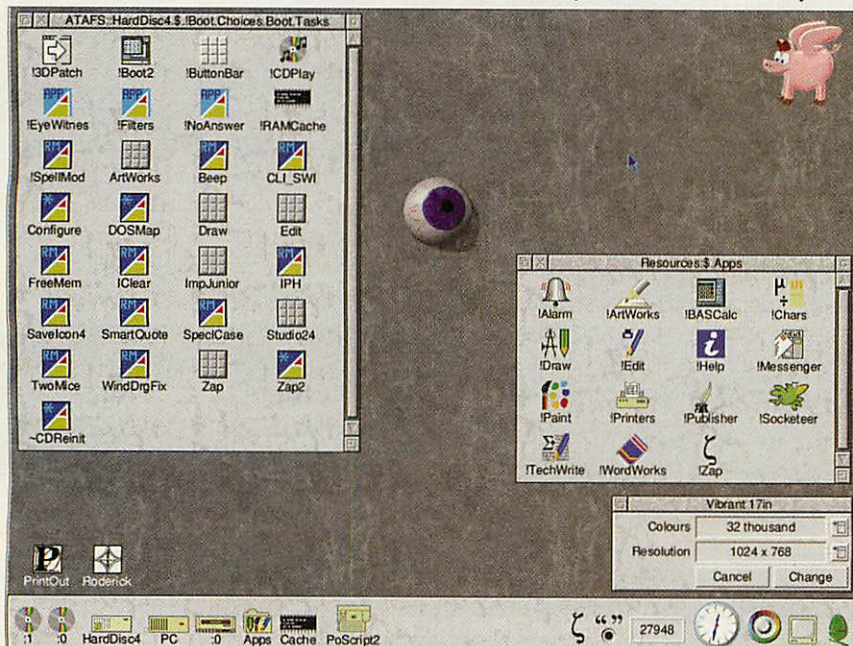 ATAFS::HardDisc4.$.!Boot.Choices.Boot.Tasks
!3DPatch !Boot2 !ButtonBar !CDPlay
!EyeWitnes !Filters !NoAnswer !RAMCache
!SpellMod ArtWorks Beep CLI_SWI
Configure DOSMap Draw Edit
FreeMem IClear ImpJunior IPH
SaveIcon4 SmartQuote SpeclCase Studio24
TwoMice WindDrgFix Zap Zap2
~CDReinit
Resources:$.Apps
!Alarm !ArtWorks !BASCalc !Chars
!Draw !Edit !Help !Messenger
!Paint !Printers !Publisher !Socketeer
!TechWrite !WordWorks !Zap
Vibrant 17in
Colours 32 thousand
Resolution 1024 x 768
Cancel Change
PrintOut Roderick
:1 :0 HardDisc4 PC :0 Apps Cache PoScript2 27948